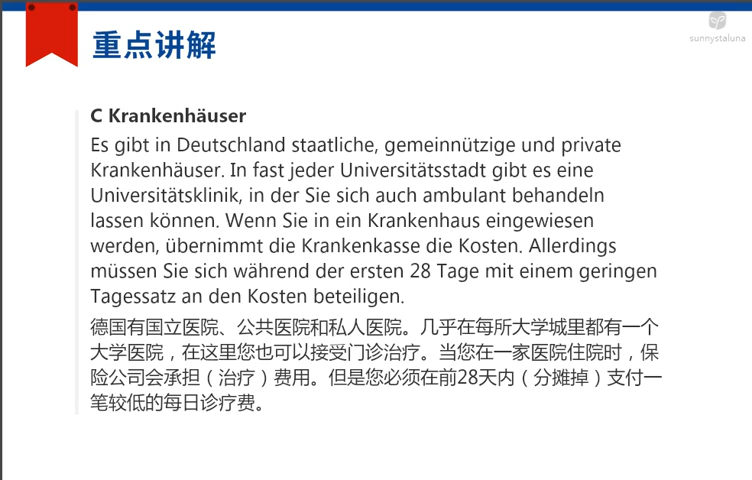 重点讲解
sunnystaluna
C Krankenhäuser
Es gibt in Deutschland staatliche, gemeinnützige und private
Krankenhäuser. In fast jeder Universitätsstadt gibt es eine
Universitätsklinik, in der Sie sich auch ambulant behandeln
lassen können. Wenn Sie in ein Krankenhaus eingewiesen
werden, übernimmt die Krankenkasse die Kosten. Allerdings
müssen Sie sich während der ersten 28 Tage mit einem geringen
Tagessatz an den Kosten beteiligen.
德国有国立医院、公共医院和私人医院。几乎在每所大学城里都有一个
大学医院，在这里您也可以接受门诊治疗。当您在一家医院住院时，保
险公司会承担（治疗）费用。但是您必须在前28天内（分摊掉）支付一
笔较低的每日诊疗费。